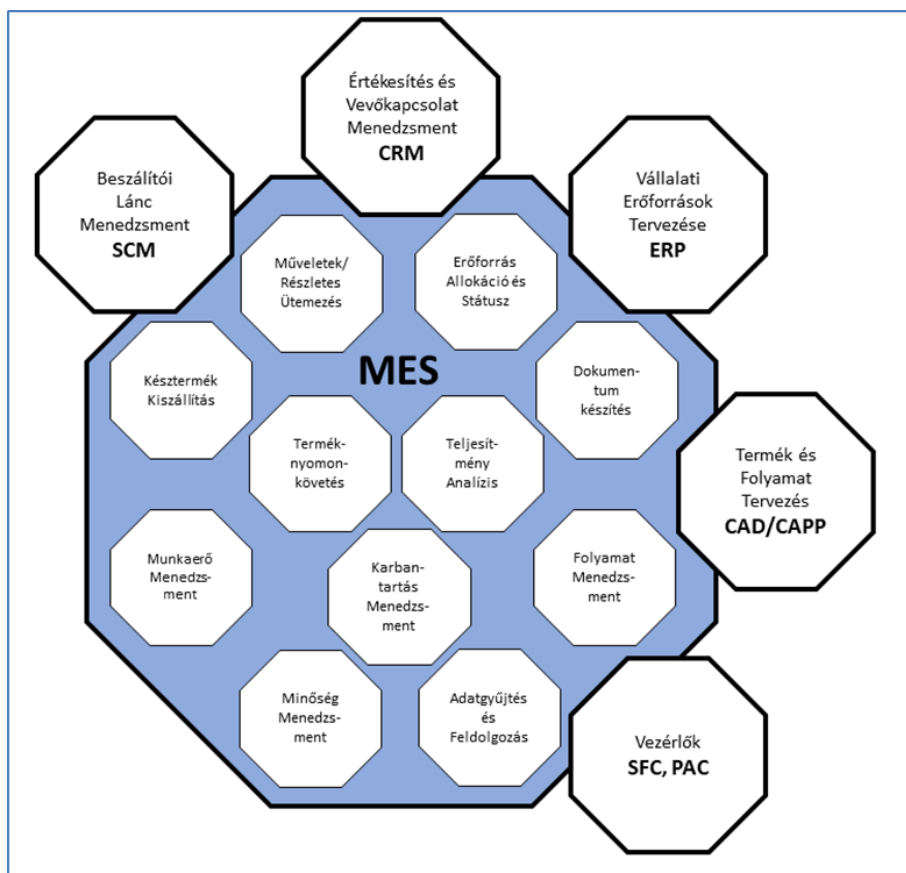 Értékesítés és
Vevőkapcsolat
Menedzsment
CRM
Beszálítói
Lánc
Menedzsment
SCM
Vállalati
Erőforrások
Tervezése
ERP
Műveletek/
Részletes
Ütemezés
Erőforrás
Allokáció és
Státusz
MES
Késztermék
Kiszállítás
Dokumen-
tum
készítés
Termék-
nyomon-
követés
Teljesít-
mény
Analízis
Termék és
Folyamat
Tervezés
CAD/CAPP
Munkaerő
Menedzs-
ment
Karban-
tartás
Menedzs-
ment
Folyamat
Menedzs-
ment
Minőség
Menedzs-
ment
Adatgyűjtés
és
Feldolgozás
Vezérlők
SFC, PAC